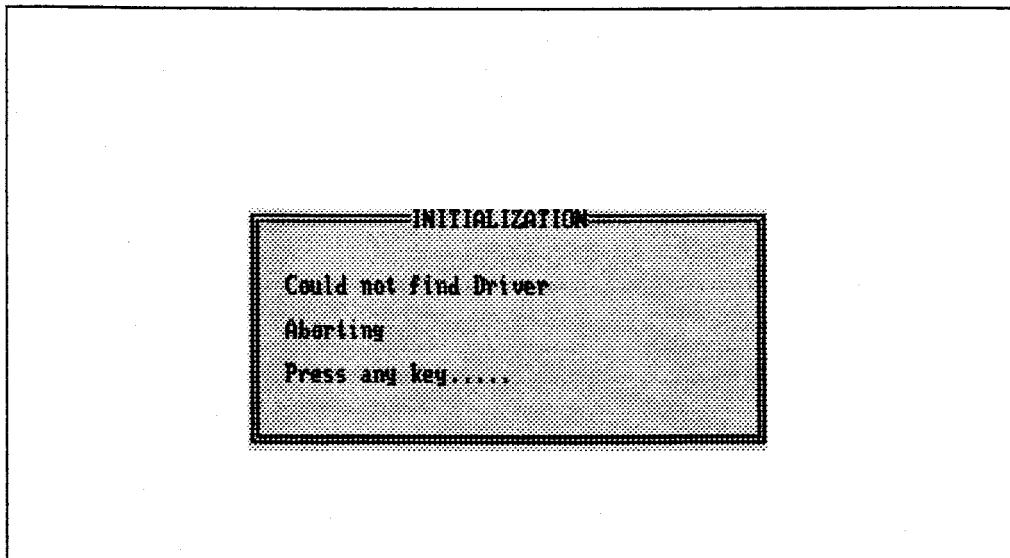 INITIALIZATION
Could not find Driver
Aborting
Press any key.....